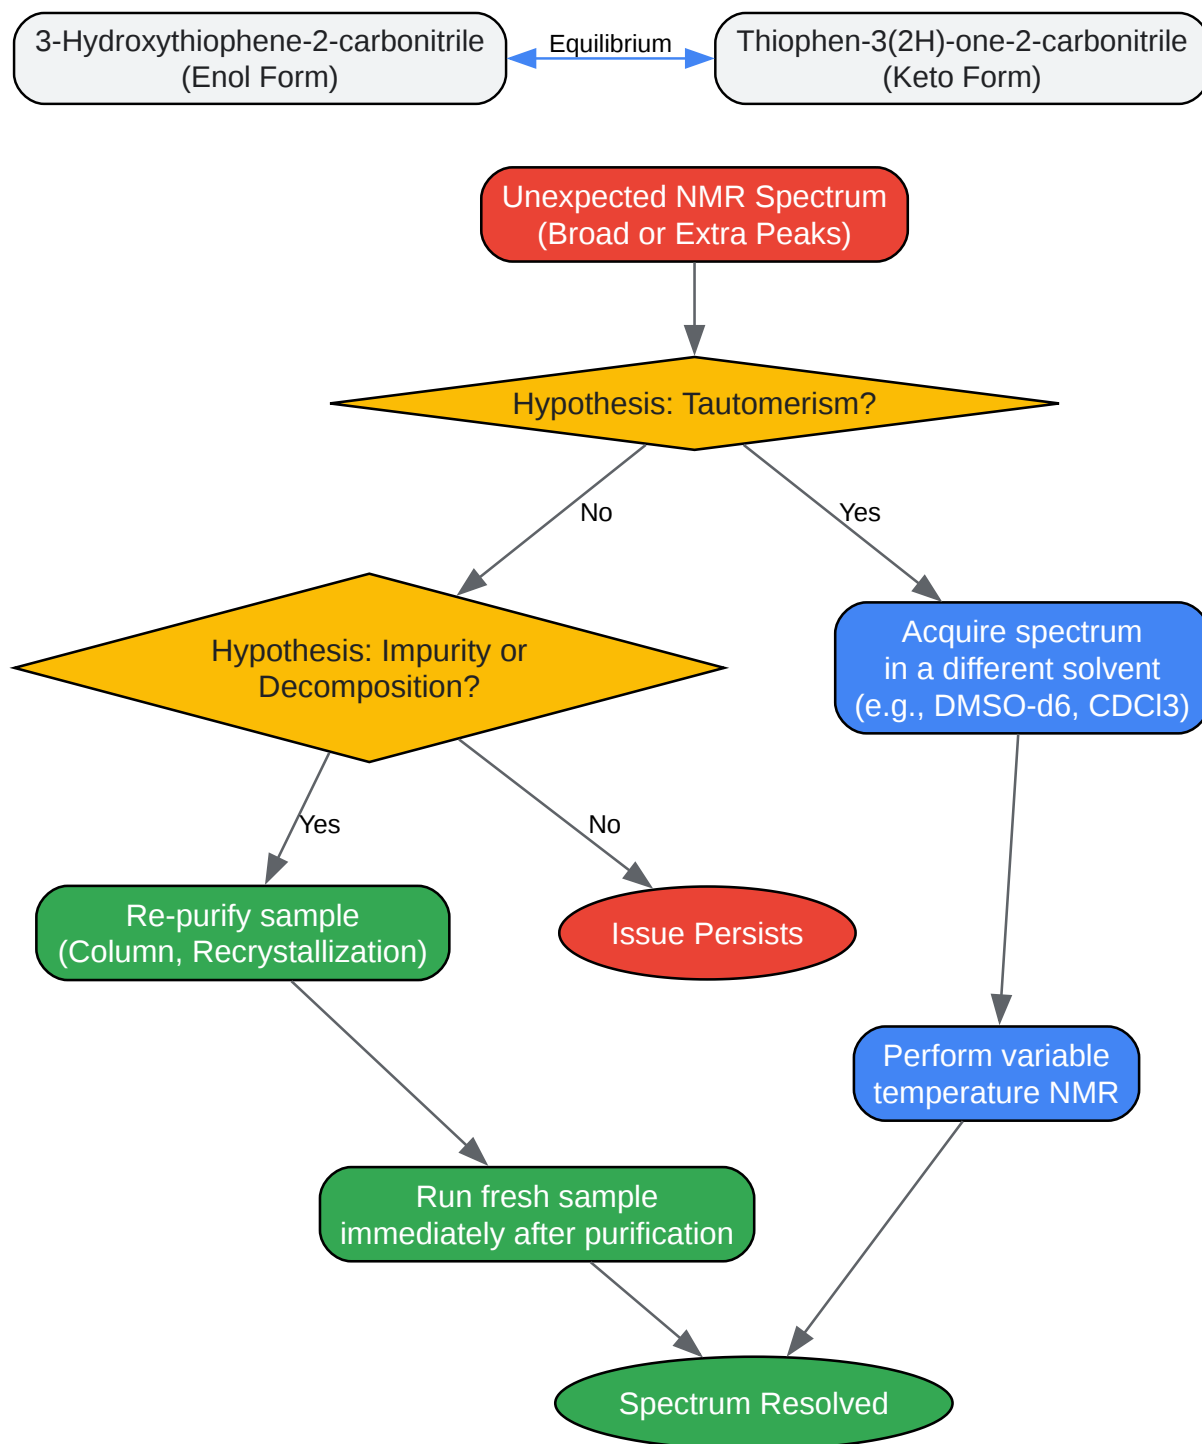 3-Hydroxythiophene-2-carbonitrile
(Enol Form)
Equilibrium
Thiophen-3(2H)-one-2-carbonitrile
(Keto Form)
Unexpected NMR Spectrum
(Broad or Extra Peaks)
Hypothesis: Tautomerism?
No
Yes
Hypothesis: Impurity or
Decomposition?
Acquire spectrum
in a different solvent
(e.g., DMSO-d6, CDCl3)
Yes
No
Re-purify sample
(Column, Recrystallization)
Issue Persists
Perform variable
temperature NMR
Run fresh sample
immediately after purification
Spectrum Resolved